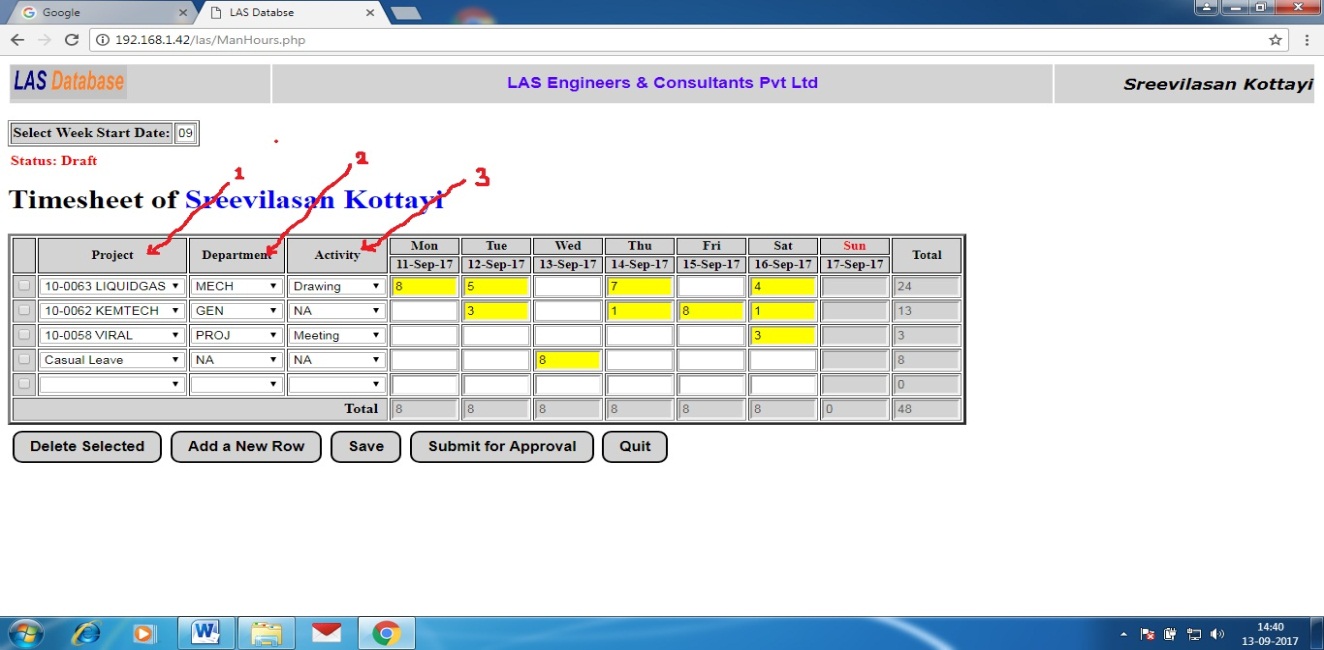 Google
LAS Databse
192.168.1.42/las/ManHours.php
LAS Database
LAS Engineers & Consultants Pvt Ltd
Sreevilasan Kottayi
Select Week Start Date: 09
Status: Draft
1 2 3
Timesheet of Sreevilasan Kottayi
Project Department Activity Mon Tue Wed Thu Fri Sat Sun Total
11-Sep-17 12-Sep-17 13-Sep-17 14-Sep-17 15-Sep-17 16-Sep-17 17-Sep-17
10-0063 LIQUIDGAS MECH Drawing 8 5 7 4 24
10-0062 KEMTECH GEN NA 3 1 8 1 13
10-0058 VIRAL PROJ Meeting 3 3
Casual Leave NA NA 8 8
0
Total 8 8 8 8 8 8 0 48
Delete Selected Add a New Row Save Submit for Approval Quit
14:40
13-09-2017